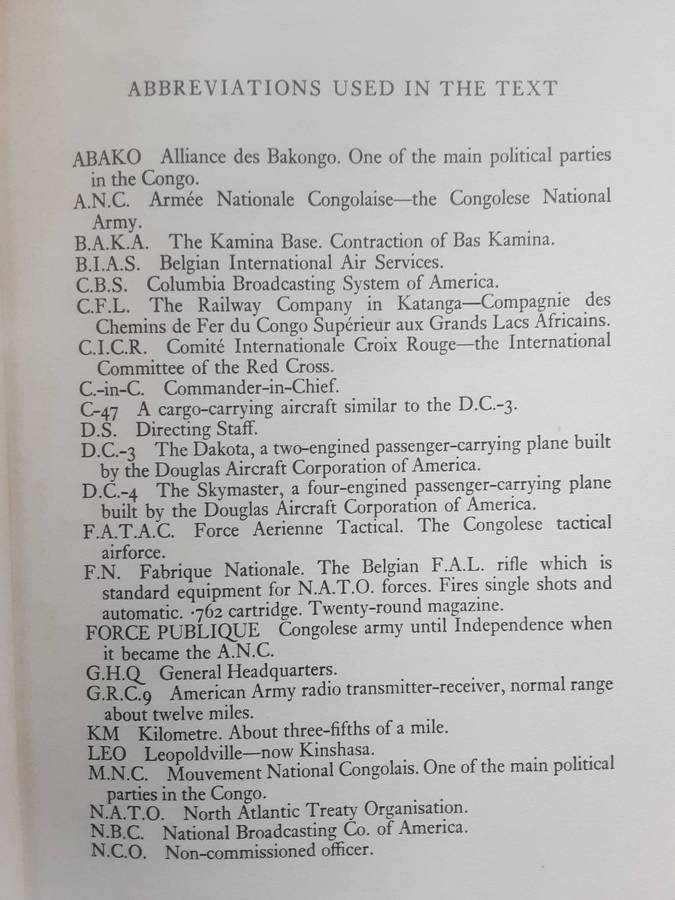 ABBREVIATIONS USED IN THE TEXT
ABAKO Alliance des Bakongo. One of the main political parties
in the Congo.
A.N.C. Armée Nationale Congolaise—the Congolese National
Army.
B.A.K.A. The Kamina Base. Contraction of Bas Kamina.
B.I.A.S. Belgian International Air Services.
C.B.S. Columbia Broadcasting System of America.
C.F.L. The Railway Company in Katanga—Compagnie des
Chemins de Fer du Congo Supérieur aux Grands Lacs Africains.
C.I.C.R. Comité Internationale Croix Rouge—the International
Committee of the Red Cross.
C.-in-C. Commander-in-Chief.
C-47 A cargo-carrying aircraft similar to the D.C.-3.
D.S. Directing Staff.
D.C.-3 The Dakota, a two-engined passenger-carrying plane built
by the Douglas Aircraft Corporation of America.
D.C.-4 The Skymaster, a four-engined passenger-carrying plane
built by the Douglas Aircraft Corporation of America.
F.A.T.A.C. Force Aerienne Tactical. The Congolese tactical
airforce.
F.N. Fabrique Nationale. The Belgian F.A.L. rifle which is
standard equipment for N.A.T.O. forces. Fires single shots and
automatic. ·762 cartridge. Twenty-round magazine.
FORCE PUBLIQUE Congolese army until Independence when
it became the A.N.C.
G.H.Q General Headquarters.
G.R.C.9 American Army radio transmitter-receiver, normal range
about twelve miles.
KM Kilometre. About three-fifths of a mile.
LEO Leopoldville—now Kinshasa.
M.N.C. Mouvement National Congolais. One of the main political
parties in the Congo.
N.A.T.O. North Atlantic Treaty Organisation.
N.B.C. National Broadcasting Co. of America.
N.C.O. Non-commissioned officer.